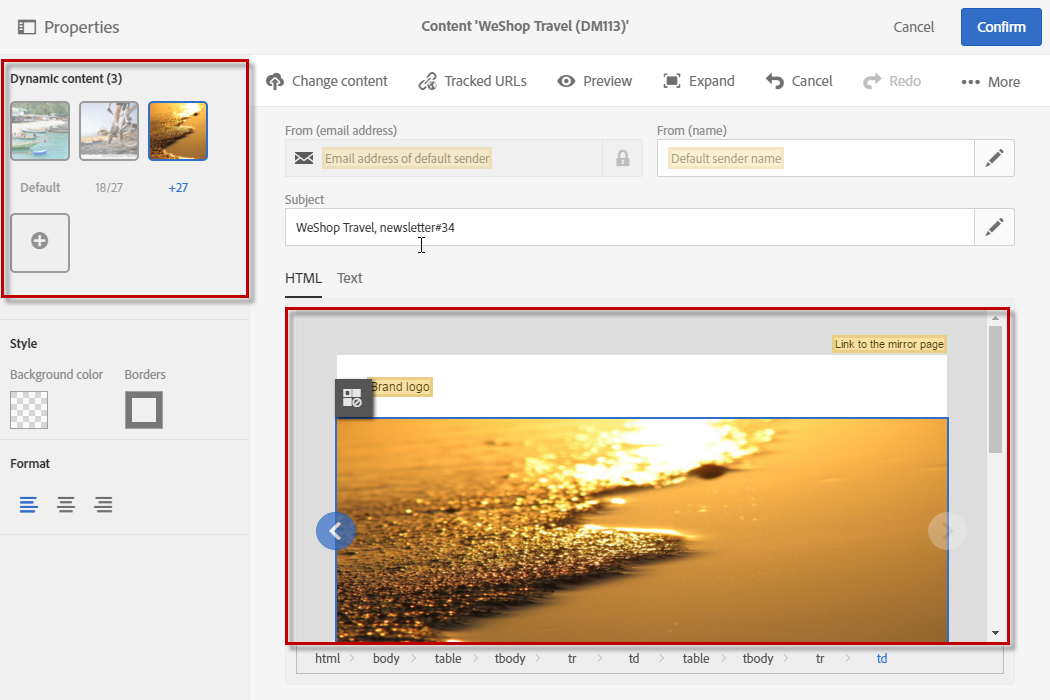 Properties
Content 'WeShop Travel (DM113)'
Cancel
Confirm
Dynamic content (3)
Default
18/27
+27
Style
Background color
Borders
Format
Change content
Tracked URLs
Preview
Expand
Cancel
Redo
More
From (email address)
Email address of default sender
From (name)
Default sender name
Subject
WeShop Travel, newsletter#34
HTML
Text
Link to the mirror page
Brand logo
html body table tbody tr td table tbody tr td